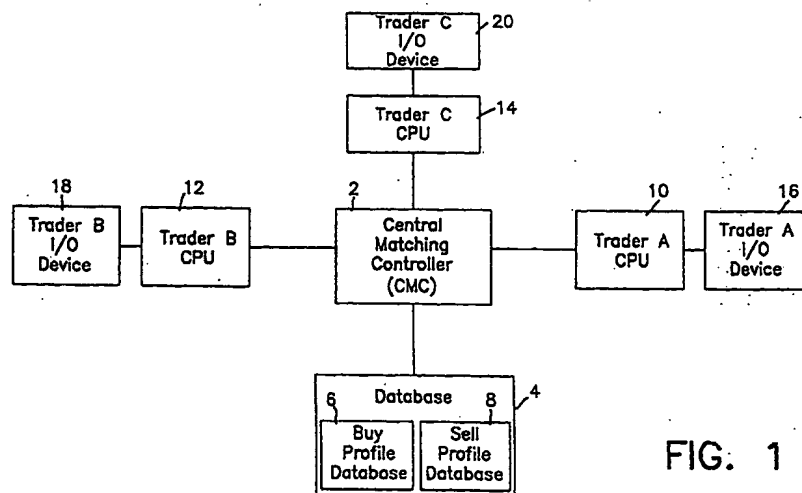 Trader C
I/O
Device
20
Trader C
CPU
14
18
Trader B
I/O
Device
12
Trader B
CPU
2
Central
Matching
Controller
(CMC)
10
Trader A
CPU
16
Trader A
I/O
Device
Database
4
6
Buy
Profile
Database
8
Sell
Profile
Database
FIG. 1